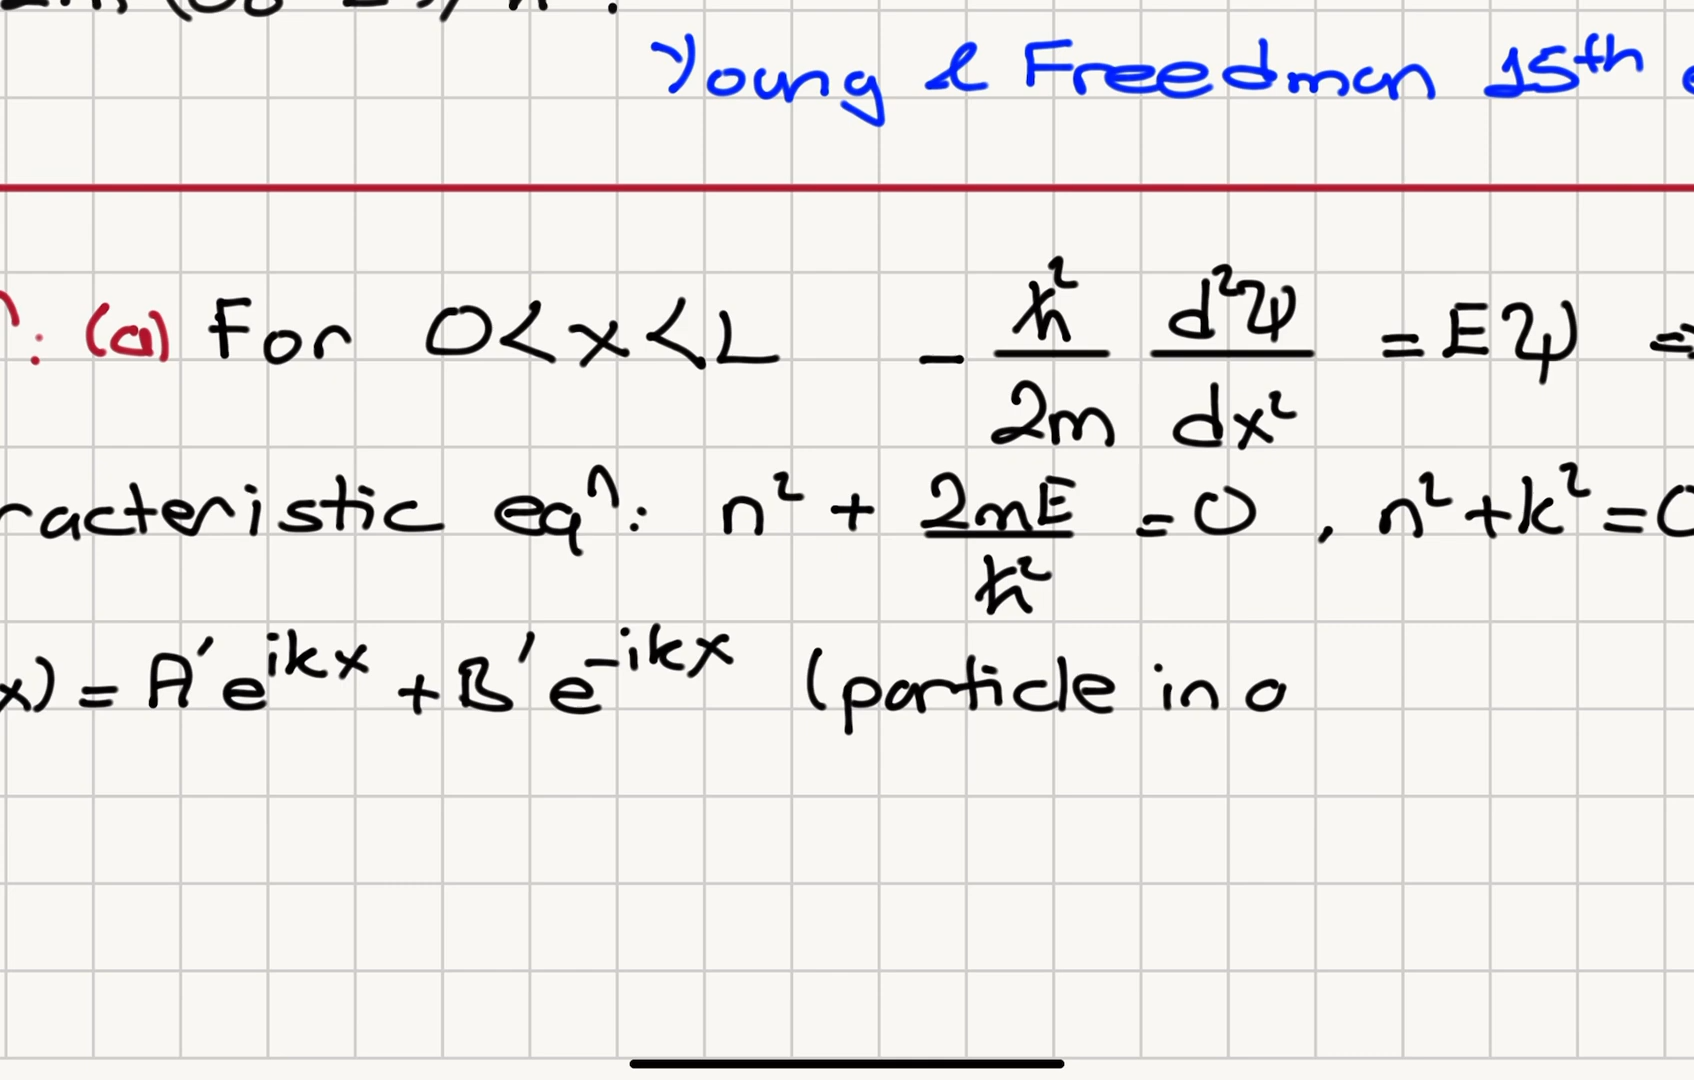 Young & Freedman 15th
(a) For 0<x<L -ħ²/2m d²ψ/dx² = Eψ ⇒
racteristic eqⁿ: n² + 2mE/ħ² = 0, n²+k²=0
x) = A′e^{ikx} + B′e^{-ikx} (particle in a